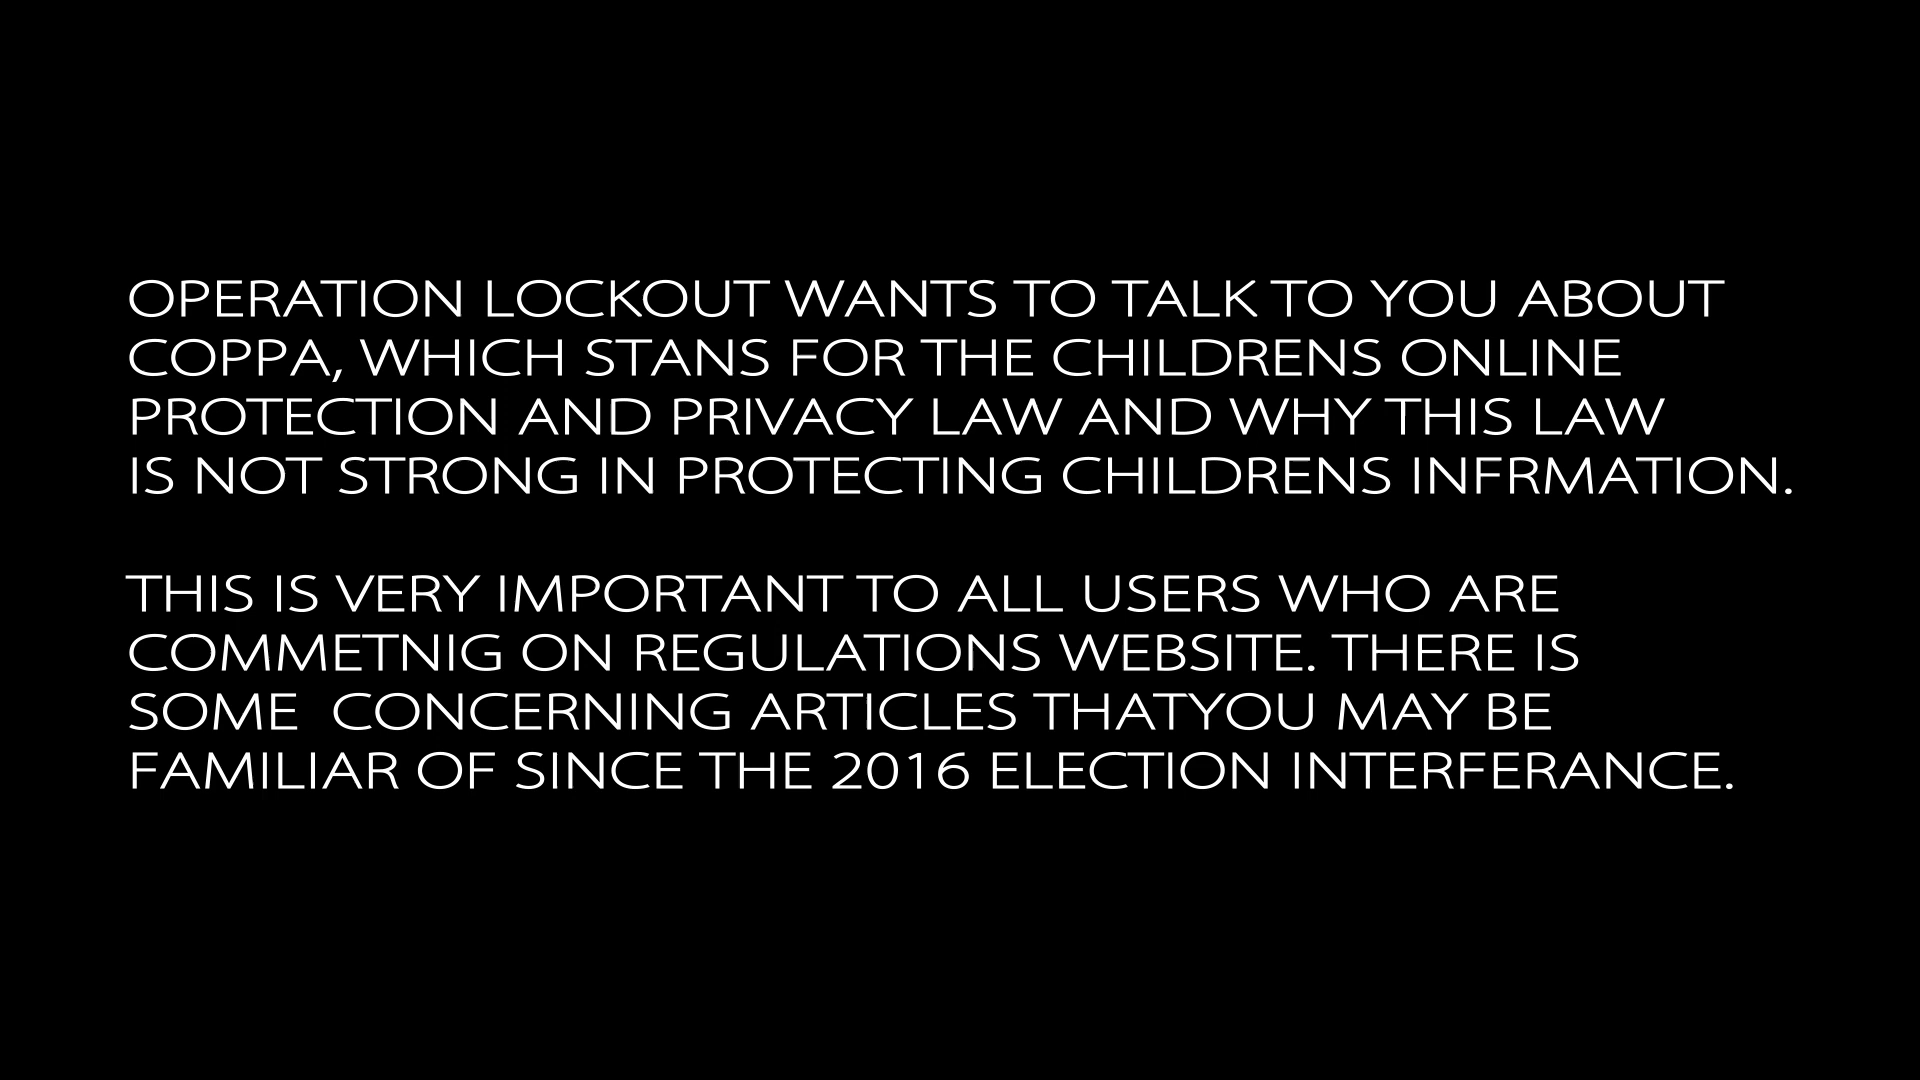 OPERATION LOCKOUT WANTS TO TALK TO YOU ABOUT
COPPA, WHICH STANS FOR THE CHILDRENS ONLINE
PROTECTION AND PRIVACY LAW AND WHY THIS LAW
IS NOT STRONG IN PROTECTING CHILDRENS INFRMATION.

THIS IS VERY IMPORTANT TO ALL USERS WHO ARE
COMMETNIG ON REGULATIONS WEBSITE. THERE IS
SOME  CONCERNING ARTICLES THATYOU MAY BE
FAMILIAR OF SINCE THE 2016 ELECTION INTERFERANCE.